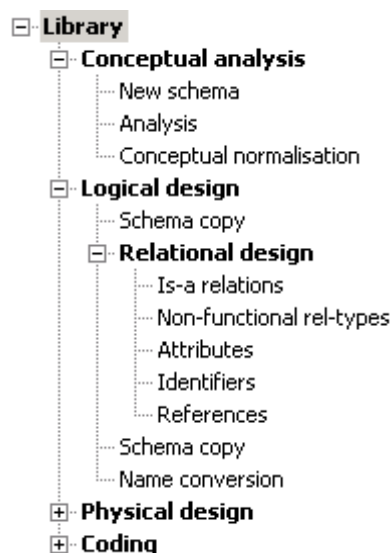 Library
Conceptual analysis
New schema
Analysis
Conceptual normalisation
Logical design
Schema copy
Relational design
Is-a relations
Non-functional rel-types
Attributes
Identifiers
References
Schema copy
Name conversion
Physical design
Coding